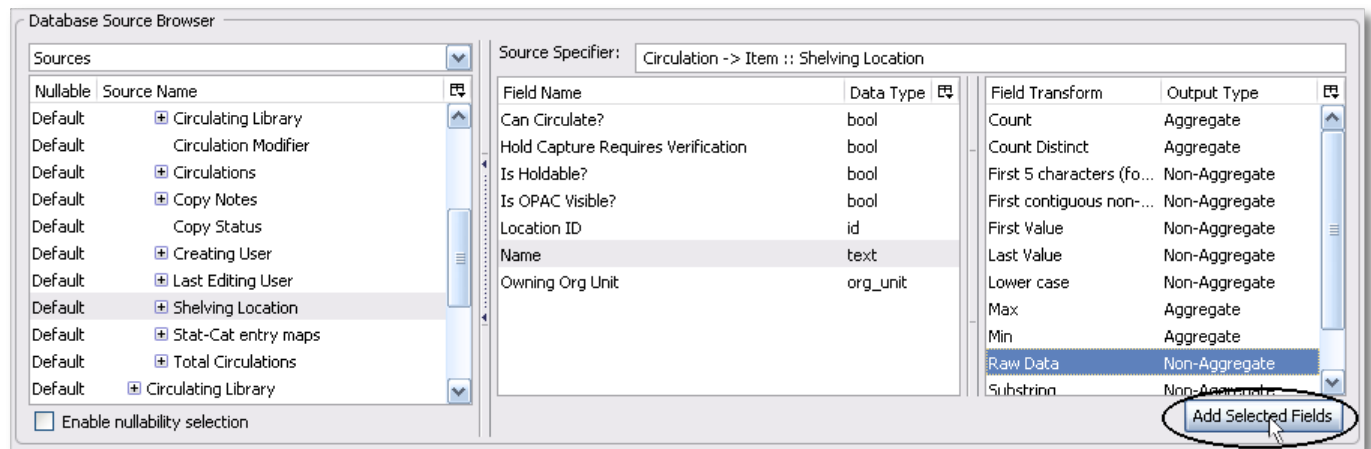 Database Source Browser
Sources
Nullable Source Name
Default Circulating Library
Default Circulation Modifier
Default Circulations
Default Copy Notes
Default Copy Status
Default Creating User
Default Last Editing User
Default Shelving Location
Default Stat-Cat entry maps
Default Total Circulations
Default Circulating Library
Enable nullability selection
Source Specifier: Circulation -> Item :: Shelving Location
Field Name Data Type
Can Circulate? bool
Hold Capture Requires Verification bool
Is Holdable? bool
Is OPAC Visible? bool
Location ID id
Name text
Owning Org Unit org_unit
Field Transform Output Type
Count Aggregate
Count Distinct Aggregate
First 5 characters (fo... Non-Aggregate
First contiguous non-... Non-Aggregate
First Value Non-Aggregate
Last Value Non-Aggregate
Lower case Non-Aggregate
Max Aggregate
Min Aggregate
Raw Data Non-Aggregate
Substring Non-Aggregate
Add Selected Fields